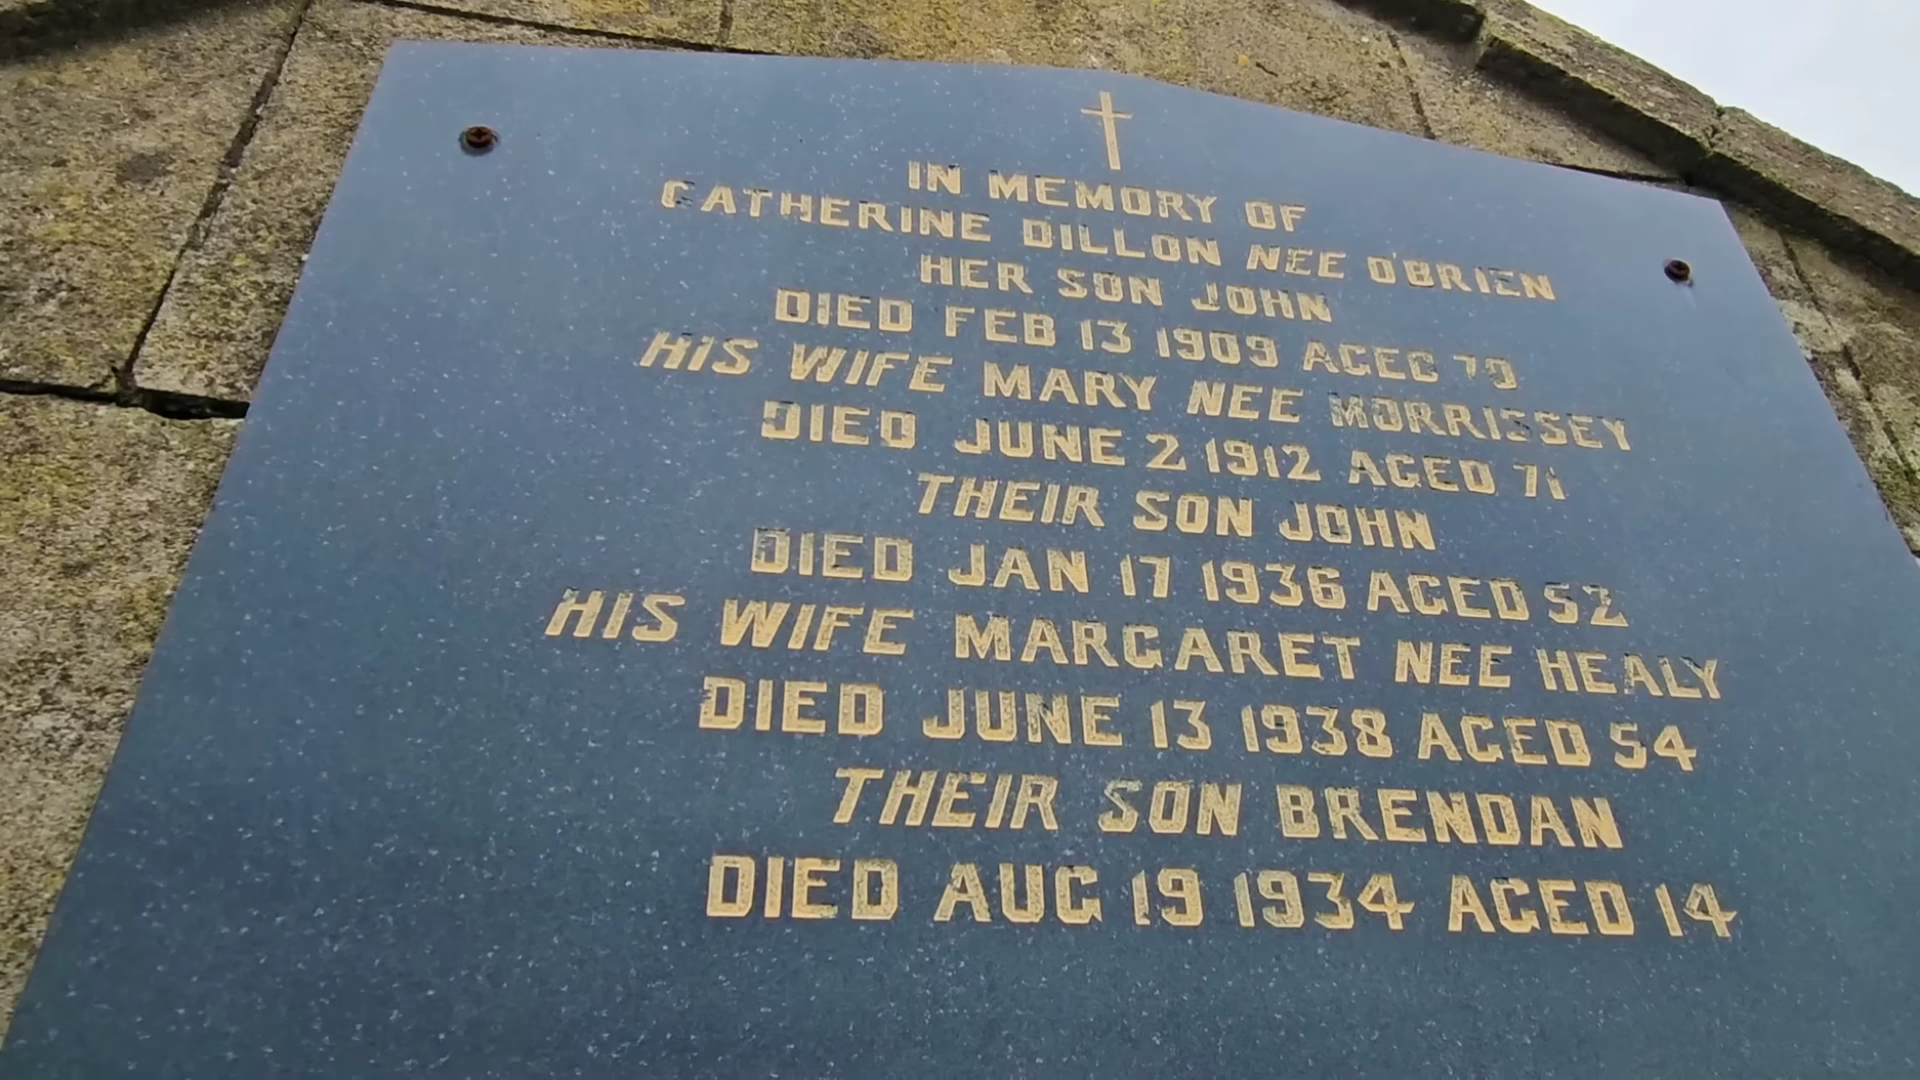 IN MEMORY OF
CATHERINE DILLON NEE O'BRIEN
HER SON JOHN
DIED FEB 13 1909 AGED 79
HIS WIFE MARY NEE MORRISSEY
DIED JUNE 2 1912 AGED 71
THEIR SON JOHN
DIED JAN 17 1936 AGED 52
HIS WIFE MARGARET NEE HEALY
DIED JUNE 13 1938 AGED 54
THEIR SON BRENDAN
DIED AUG 19 1934 AGED 14